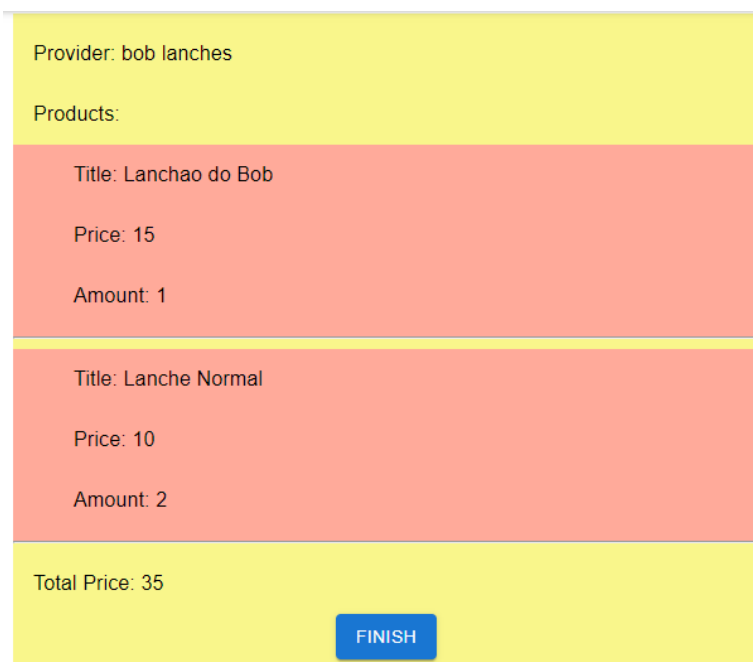 Provider: bob lanches
Products:
Title: Lanchao do Bob
Price: 15
Amount: 1
Title: Lanche Normal
Price: 10
Amount: 2
Total Price: 35
FINISH